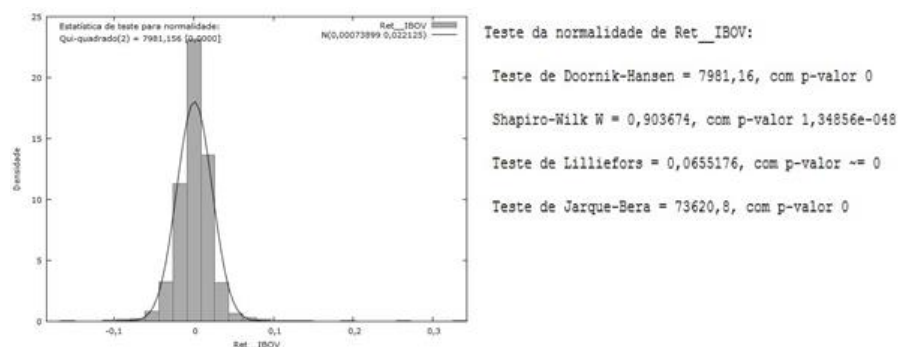 Estatística de teste para normalidade:
Qui-quadrado(2) = 7981,156 [0,0000]
Ret__IBOV
N(0,00073899 0,022125)
25
20
15
10
5
0
Densidade
-0,1
0
0,1
0,2
0,3
Ret__IBOV
Teste da normalidade de Ret__IBOV:
Teste de Doornik-Hansen = 7981,16, com p-valor 0
Shapiro-Wilk W = 0,903674, com p-valor 1,34856e-048
Teste de Lilliefors = 0,0655176, com p-valor ~= 0
Teste de Jarque-Bera = 73620,8, com p-valor 0